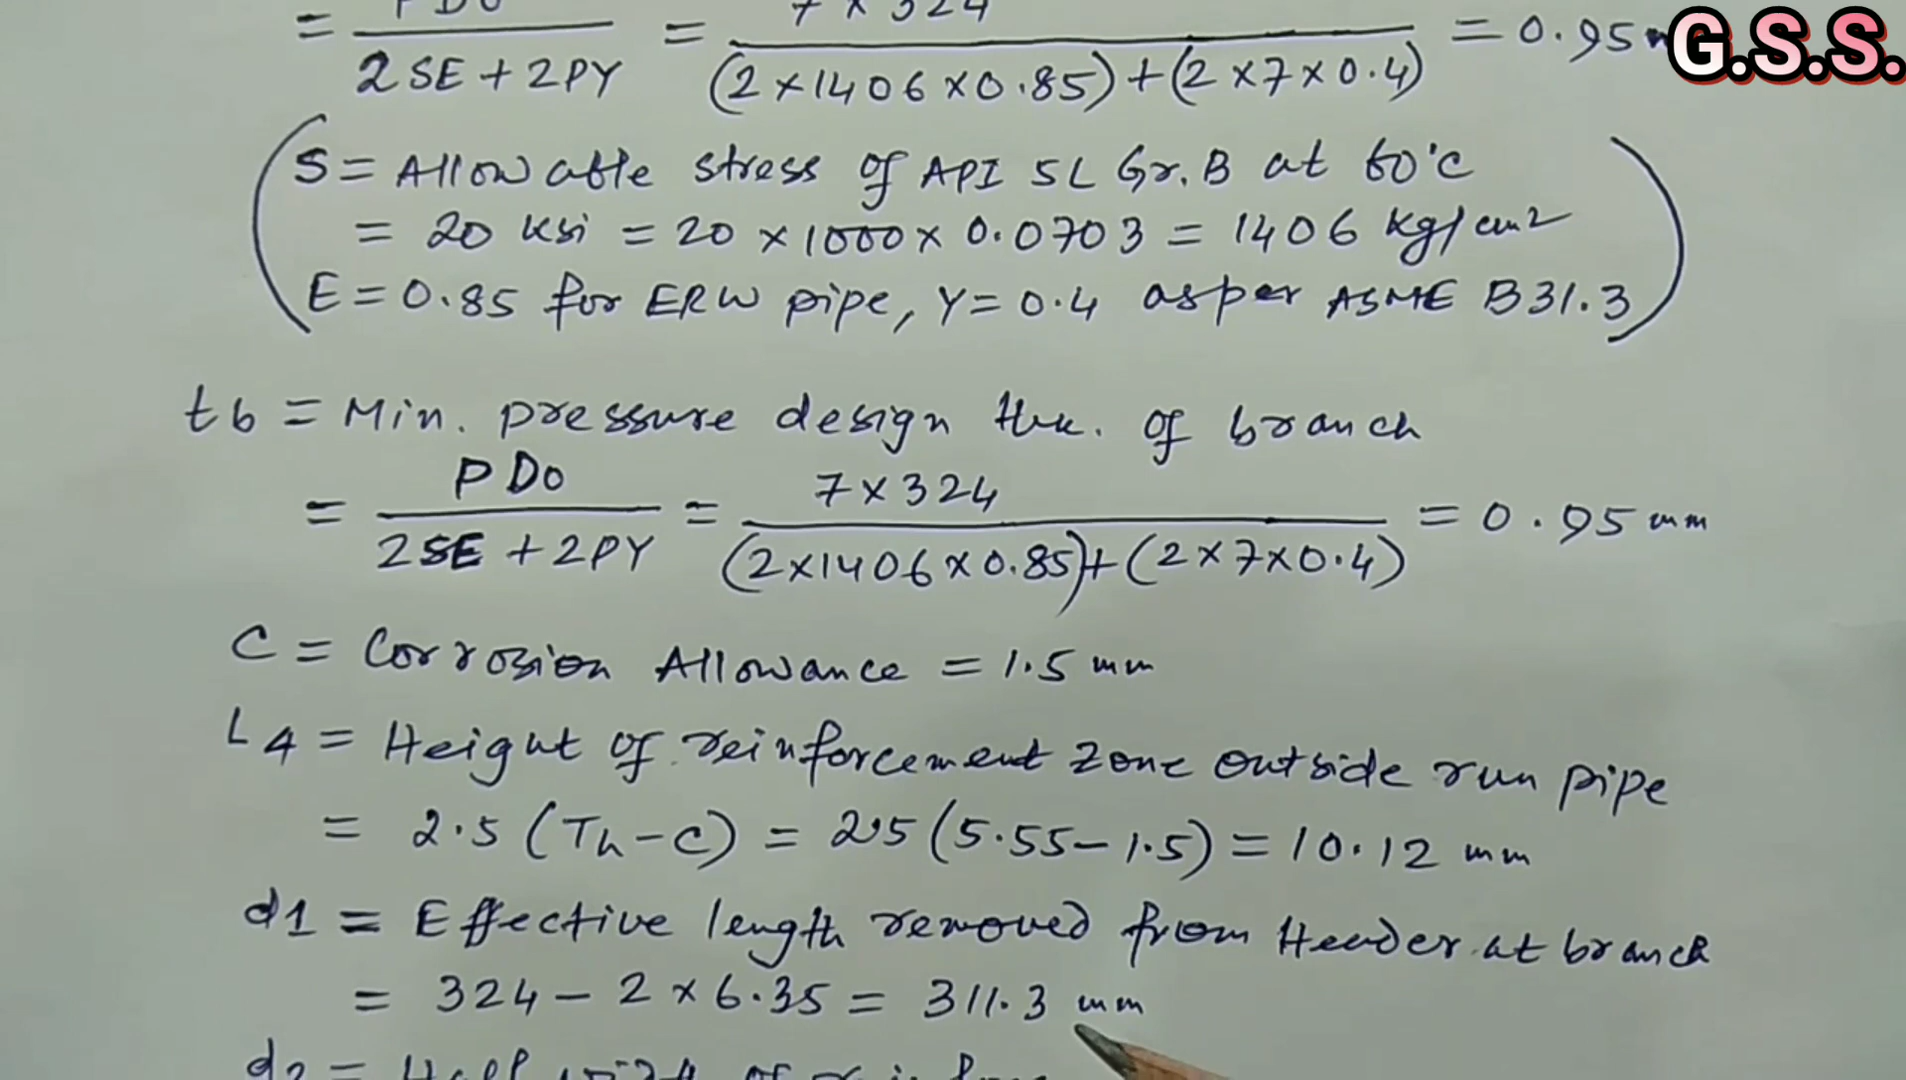 = PDo / 2SE + 2PY = 7 x 324 / (2 x 1406 x 0.85) + (2 x 7 x 0.4) = 0.95
G.S.S.
(S = Allowable stress of API 5L Gr. B at 60°C
= 20 ksi = 20 x 1000 x 0.0703 = 1406 kg/cm2
E = 0.85 for ERW pipe, Y = 0.4 as per ASME B31.3)
tb = Min. pressure design thk. of branch
= PDo / 2SE + 2PY = 7 x 324 / (2 x 1406 x 0.85) + (2 x 7 x 0.4) = 0.95 mm
C = Corrosion Allowance = 1.5 mm
L4 = Height of reinforcement zone outside run pipe
= 2.5 (Th - C) = 2.5 (5.55 - 1.5) = 10.12 mm
d1 = Effective length removed from Header at branch
= 324 - 2 x 6.35 = 311.3 mm
d2 = Half width of